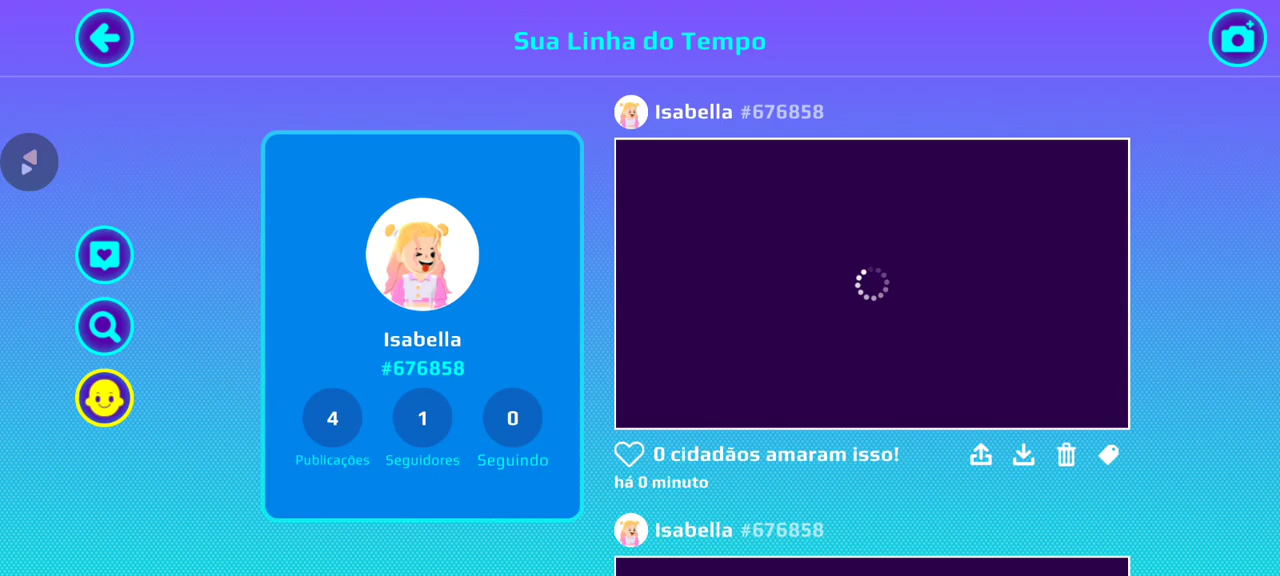 Sua Linha do Tempo
Isabella #676858
Isabella
#676858
4 1 0
Publicações Seguidores Seguindo
0 cidadãos amaram isso!
há 0 minuto
Isabella #676858